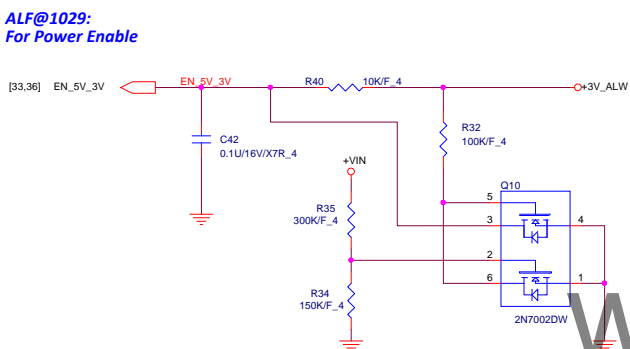 ALF@1029:
For Power Enable
[33,36] EN_5V_3V
EN_5V_3V
R40 10K/F_4
+3V_ALW
C42
0.1U/16V/X7R_4
R32
100K/F_4
+VIN
R35
300K/F_4
Q10
5
3
4
2
6
1
R34
150K/F_4
2N7002DW
W